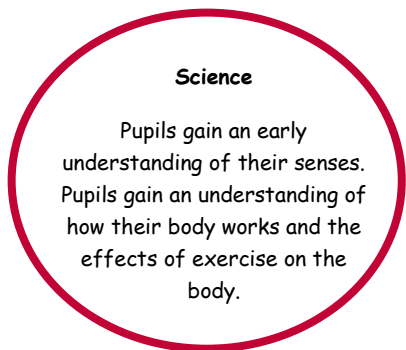 Science
Pupils gain an early
understanding of their senses.
Pupils gain an understanding of
how their body works and the
effects of exercise on the
body.